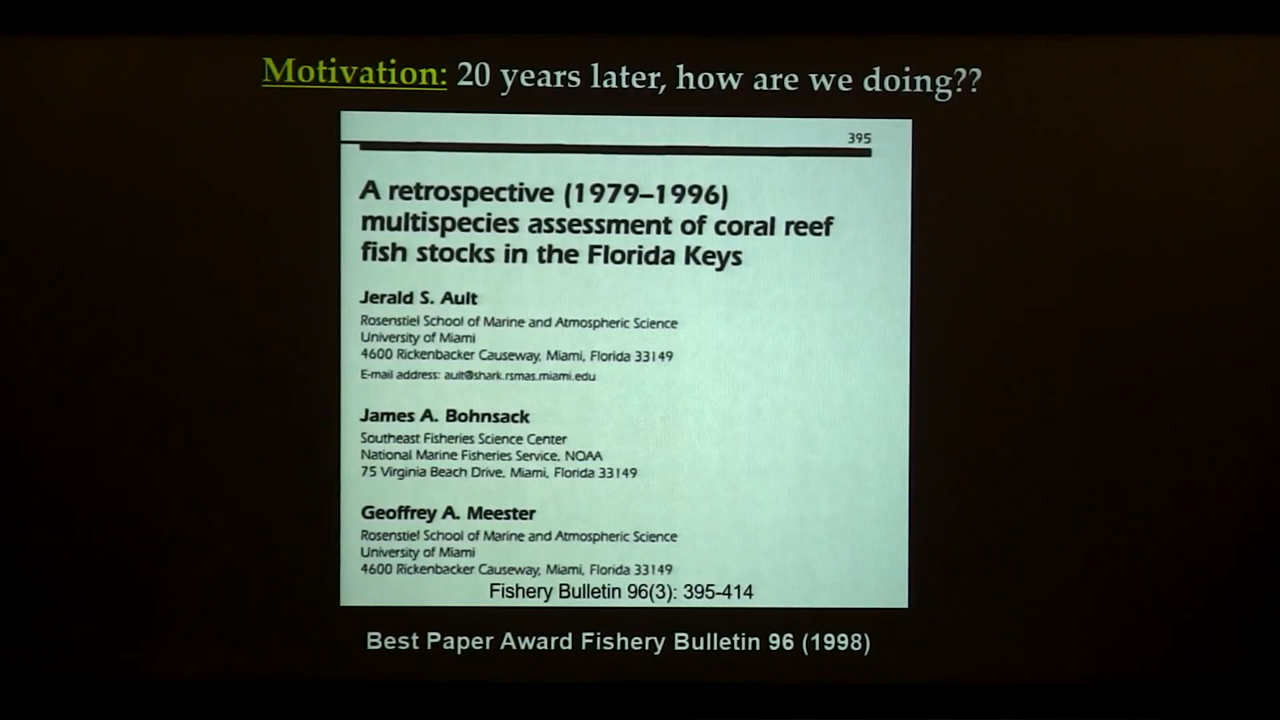 Motivation: 20 years later, how are we doing??
395
A retrospective (1979–1996)
multispecies assessment of coral reef
fish stocks in the Florida Keys
Jerald S. Ault
Rosenstiel School of Marine and Atmospheric Science
University of Miami
4600 Rickenbacker Causeway, Miami, Florida 33149
E-mail address: ault@shark.rsmas.miami.edu
James A. Bohnsack
Southeast Fisheries Science Center
National Marine Fisheries Service, NOAA
75 Virginia Beach Drive, Miami, Florida 33149
Geoffrey A. Meester
Rosenstiel School of Marine and Atmospheric Science
University of Miami
4600 Rickenbacker Causeway, Miami, Florida 33149
Fishery Bulletin 96(3): 395-414
Best Paper Award Fishery Bulletin 96 (1998)